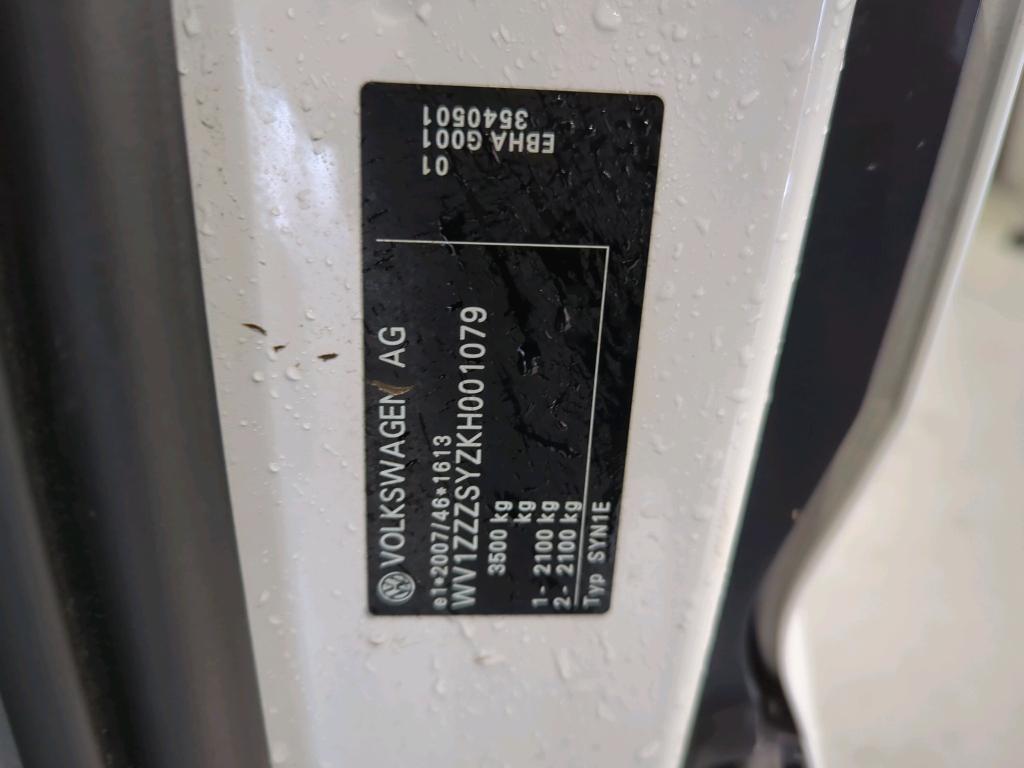 VOLKSWAGEN AG
e1*2007/46*1613
WV1ZZZSYZKH001079
3500 kg
kg
1- 2100 kg
2- 2100 kg
Typ SYN1E
01
EBHA G001
3540501